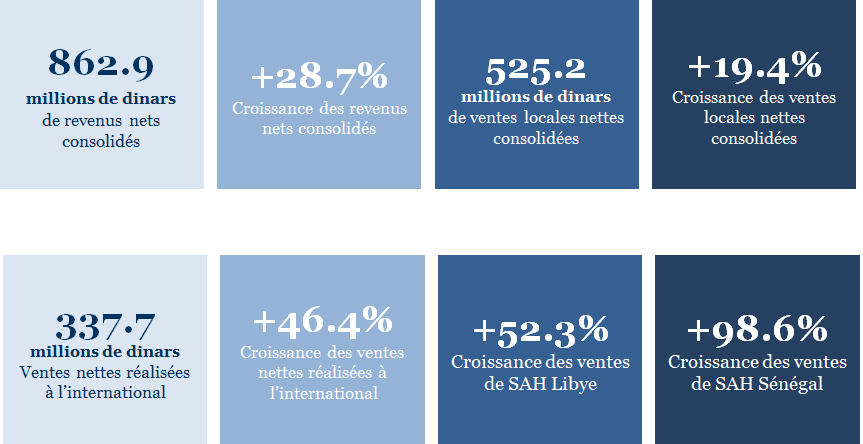 862.9
millions de dinars
de revenus nets
consolidés
+28.7%
Croissance des revenus
nets consolidés
525.2
millions de dinars
de ventes locales nettes
consolidées
+19.4%
Croissance des ventes
locales nettes
consolidées
337.7
millions de dinars
Ventes nettes réalisées
à l’international
+46.4%
Croissance des ventes
nettes réalisées à
l’international
+52.3%
Croissance des ventes
de SAH Libye
+98.6%
Croissance des ventes
de SAH Sénégal